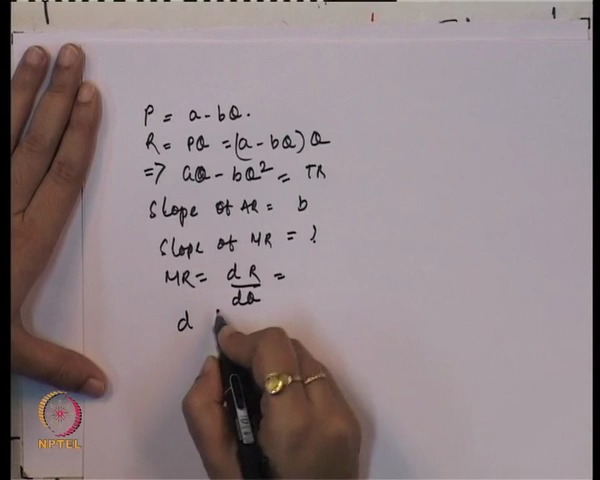 P = a - bQ.
R = PQ = (a - bQ) Q
=> aQ - bQ² = TR
Slope of AR = b
Slope of MR = ?
MR = dR/dQ =
d
NPTEL